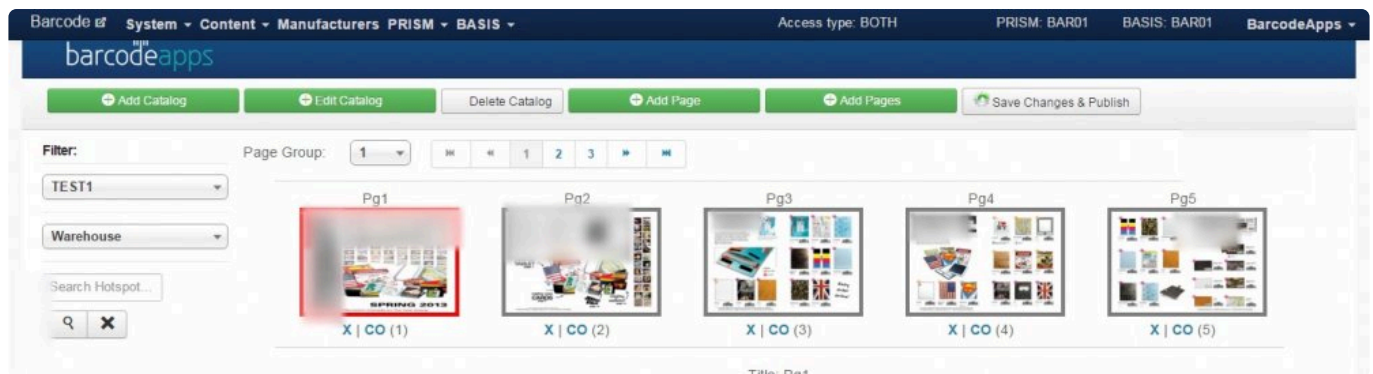 Barcode System Content Manufacturers PRISM BASIS Access type: BOTH PRISM: BAR01 BASIS: BAR01 BarcodeApps
barcodeapps
Add Catalog Edit Catalog Delete Catalog Add Page Add Pages Save Changes & Publish
Filter: Page Group: 1 1 2 3
TEST1
Pg1 Pg2 Pg3 Pg4 Pg5
Warehouse
Search Hotspot...
SPRING 2013
X | CO (1) X | CO (2) X | CO (3) X | CO (4) X | CO (5)
Title: Pg1